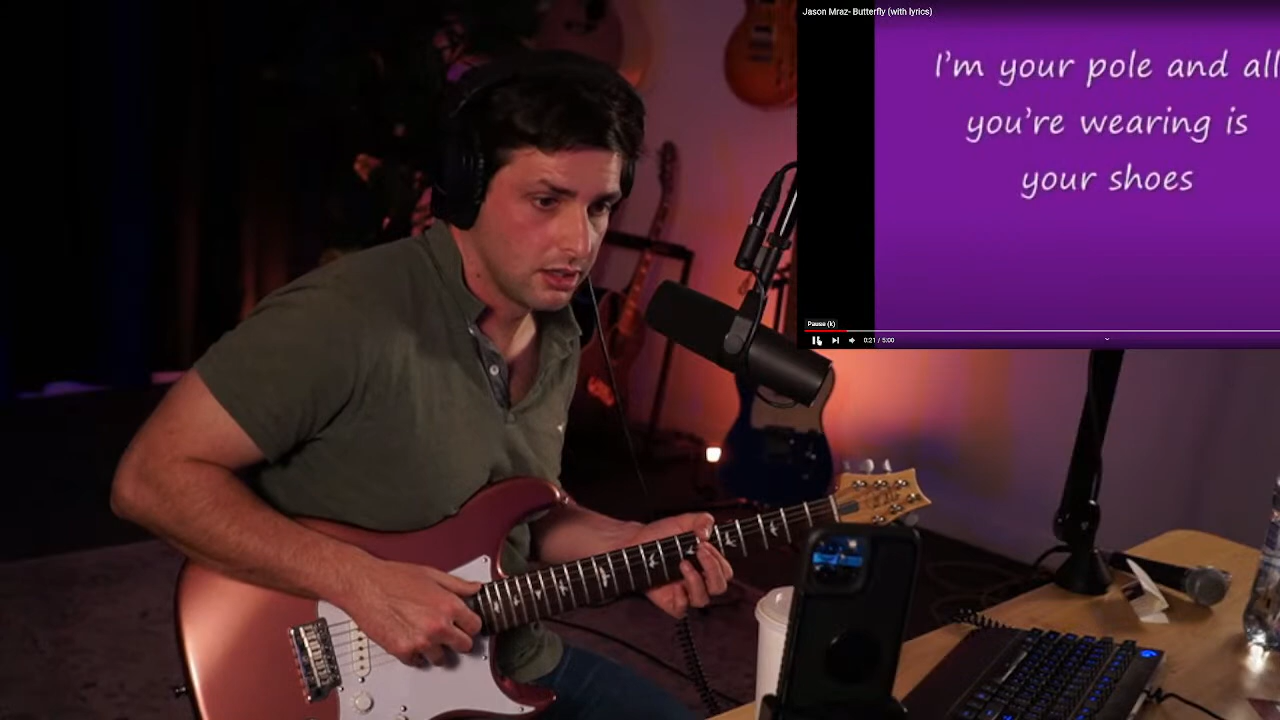 Jason Mraz- Butterfly (with lyrics)
I'm your pole and all
you're wearing is
your shoes
Pause (k)
0:21 / 5:00